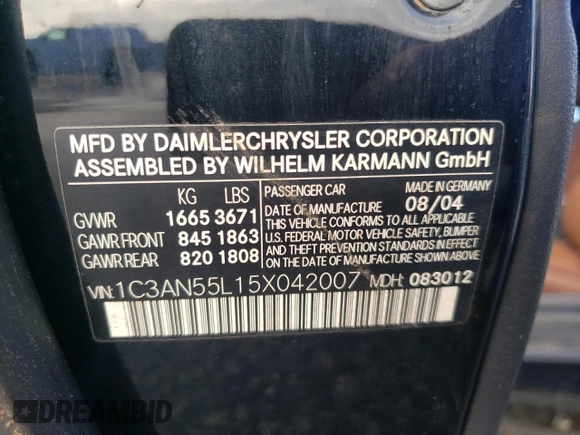 MFD BY DAIMLERCHRYSLER CORPORATION
ASSEMBLED BY WILHELM KARMANN GmbH
KG LBS
GVWR 1665 3671
GAWR FRONT 845 1863
GAWR REAR 820 1808
PASSENGER CAR MADE IN GERMANY
DATE OF MANUFACTURE 08/04
THIS VEHICLE CONFORMS TO ALL APPLICABLE
U.S. FEDERAL MOTOR VEHICLE SAFETY, BUMPER
AND THEFT PREVENTION STANDARDS IN EFFECT
ON THE DATE OF MANUFACTURE SHOWN ABOVE.
VIN: 1C3AN55L15X042007 MDH: 083012
DREAMBID